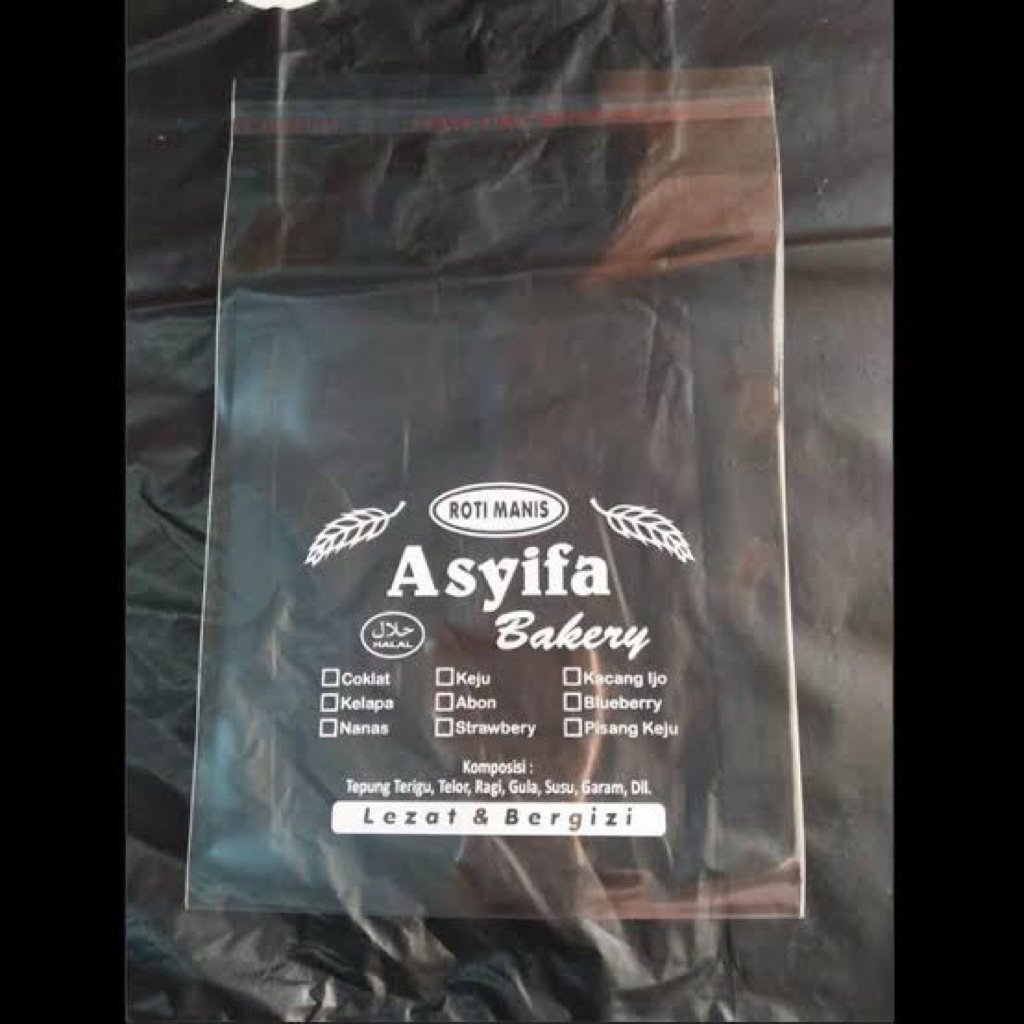 ROTI MANIS
Asyifa
Bakery
حلال
HALAL
Coklat Keju Kacang Ijo
Kelapa Abon Blueberry
Nanas Strawbery Pisang Keju
Komposisi :
Tepung Terigu, Telor, Ragi, Gula, Susu, Garam, Dll.
Lezat & Bergizi